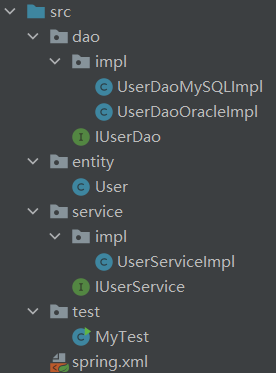 src
dao
impl
UserDaoMySQLImpl
UserDaoOracleImpl
IUserDao
entity
User
service
impl
UserServiceImpl
IUserService
test
MyTest
spring.xml